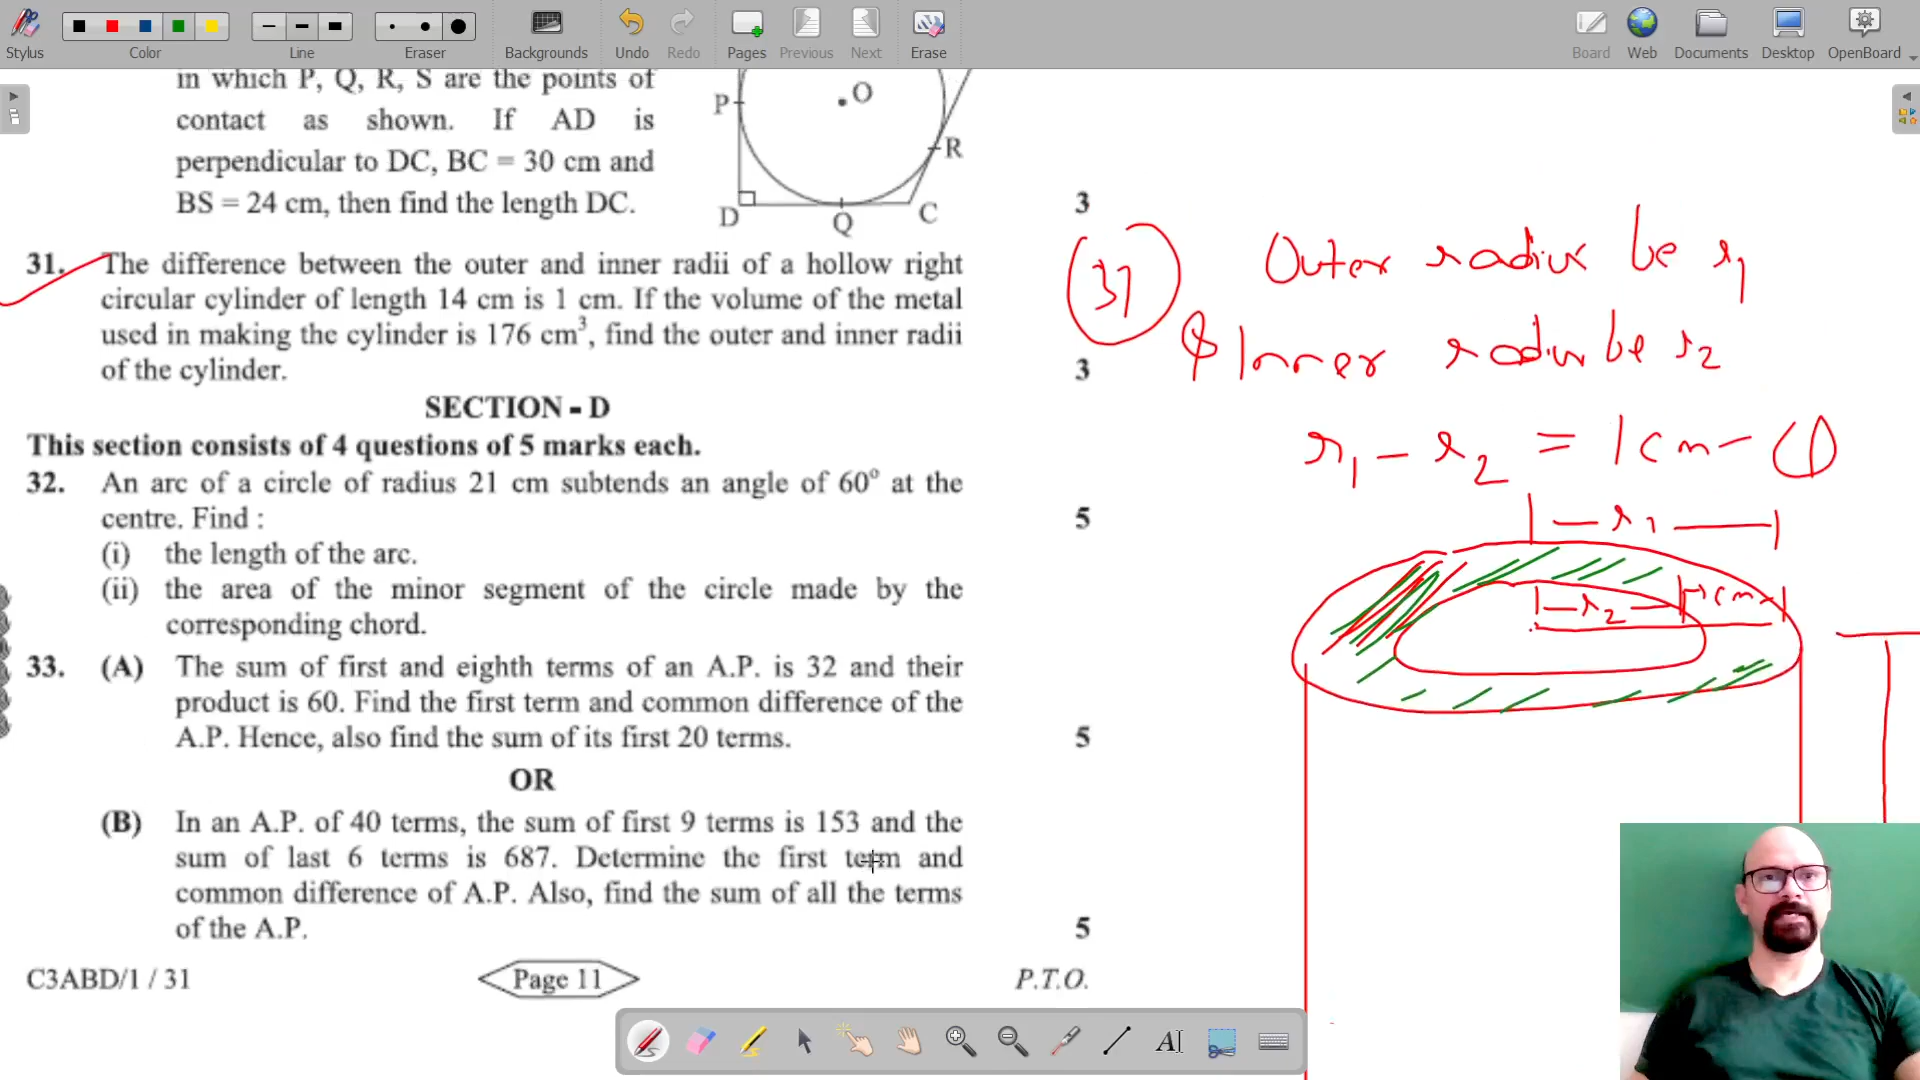 Stylus Color Line Eraser Backgrounds Undo Redo Pages Previous Next Erase Board Web Documents Desktop OpenBoard
in which P, Q, R, S are the points of
contact as shown. If AD is
perpendicular to DC, BC = 30 cm and
BS = 24 cm, then find the length DC.
P
O
R
D
Q
C
3
31. The difference between the outer and inner radii of a hollow right
circular cylinder of length 14 cm is 1 cm. If the volume of the metal
used in making the cylinder is 176 cm³, find the outer and inner radii
of the cylinder.
3
SECTION - D
This section consists of 4 questions of 5 marks each.
32. An arc of a circle of radius 21 cm subtends an angle of 60° at the
centre. Find :
5
(i) the length of the arc.
(ii) the area of the minor segment of the circle made by the
corresponding chord.
33. (A) The sum of first and eighth terms of an A.P. is 32 and their
product is 60. Find the first term and common difference of the
A.P. Hence, also find the sum of its first 20 terms.
5
OR
(B) In an A.P. of 40 terms, the sum of first 9 terms is 153 and the
sum of last 6 terms is 687. Determine the first term and
common difference of A.P. Also, find the sum of all the terms
of the A.P.
5
C3ABD/1 / 31
Page 11
P.T.O.
31
Outer radius be r1
& Inner radius be r2
r1 - r2 = 1cm - (1)
r1
r2
1cm